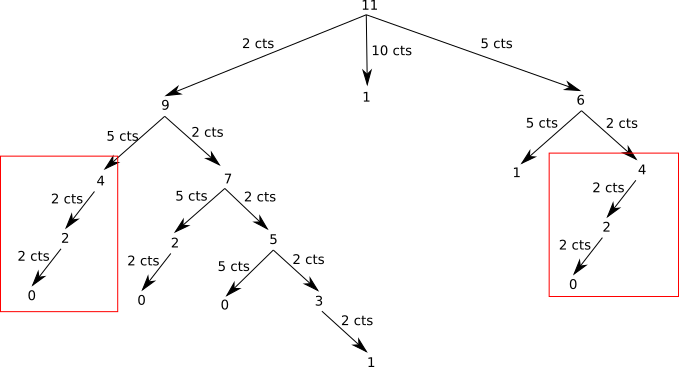 11
2 cts 10 cts 5 cts
9 1 6
5 cts 2 cts 5 cts 2 cts
4 7 1 4
2 cts 5 cts 2 cts 2 cts
2 2 5 2
2 cts 2 cts 5 cts 2 cts 2 cts
0 0 0 3 0
2 cts
1